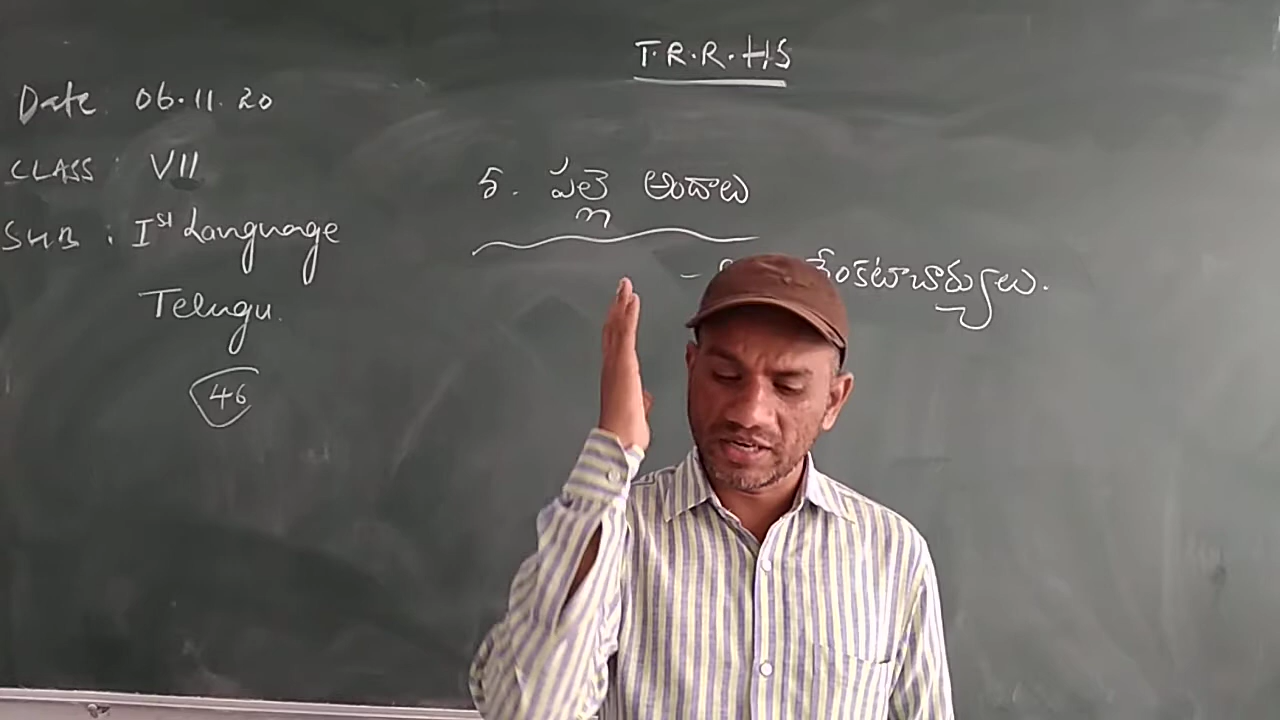 T.R.R.HS
Date 06.11.20
CLASS : VII
SUB : Ist Language
Telugu.
46
5. పల్లె అందాలు
- వేంకటాచార్యులు.